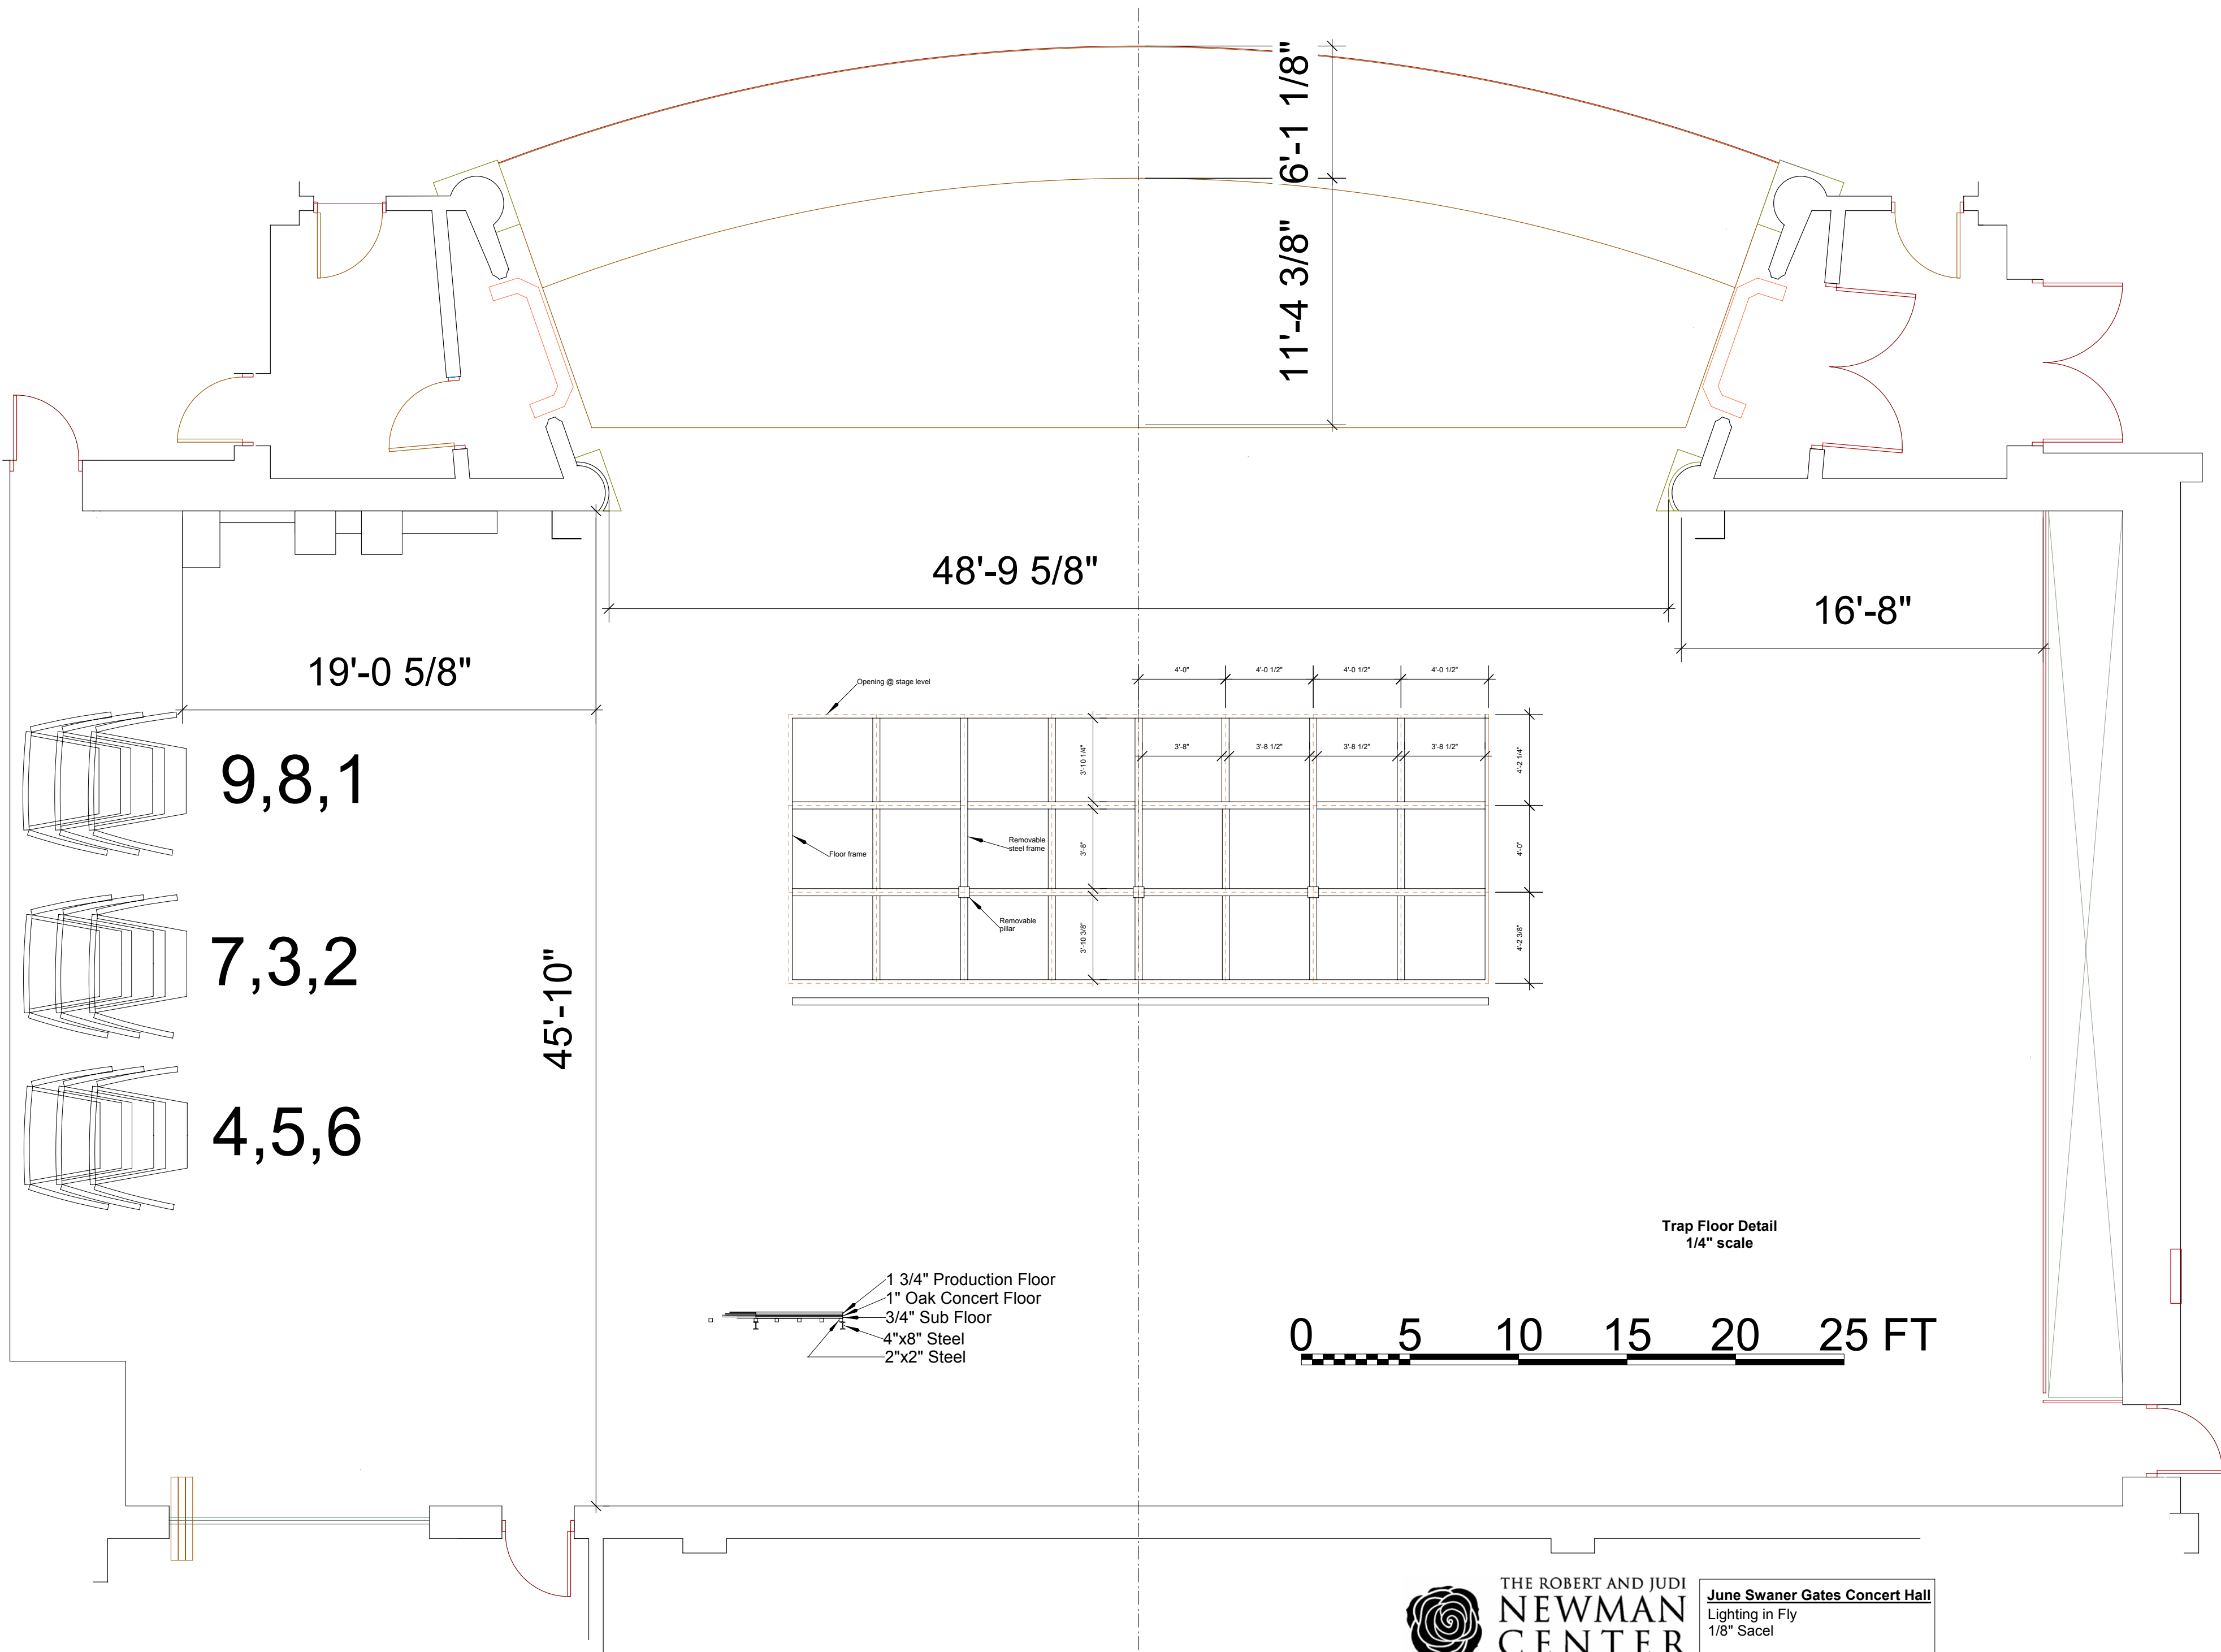 6'-1 1/8"
11'-4 3/8"
48'-9 5/8"
16'-8"
19'-0 5/8"
45'-10"
9,8,1
7,3,2
4,5,6
Opening @ stage level
4'-0"
4'-0 1/2"
4'-0 1/2"
4'-0 1/2"
3'-8"
3'-8 1/2"
3'-8 1/2"
3'-8 1/2"
3'-10 1/4"
3'-8"
3'-10 3/8"
4'-2 1/4"
4'-0"
4'-2 3/8"
Floor frame
Removable
steel frame
Removable
pillar
1 3/4" Production Floor
1" Oak Concert Floor
3/4" Sub Floor
4"x8" Steel
2"x2" Steel
Trap Floor Detail
1/4" scale
0 5 10 15 20 25 FT
THE ROBERT AND JUDI
NEWMAN
CENTER
June Swaner Gates Concert Hall
Lighting in Fly
1/8" Sacel